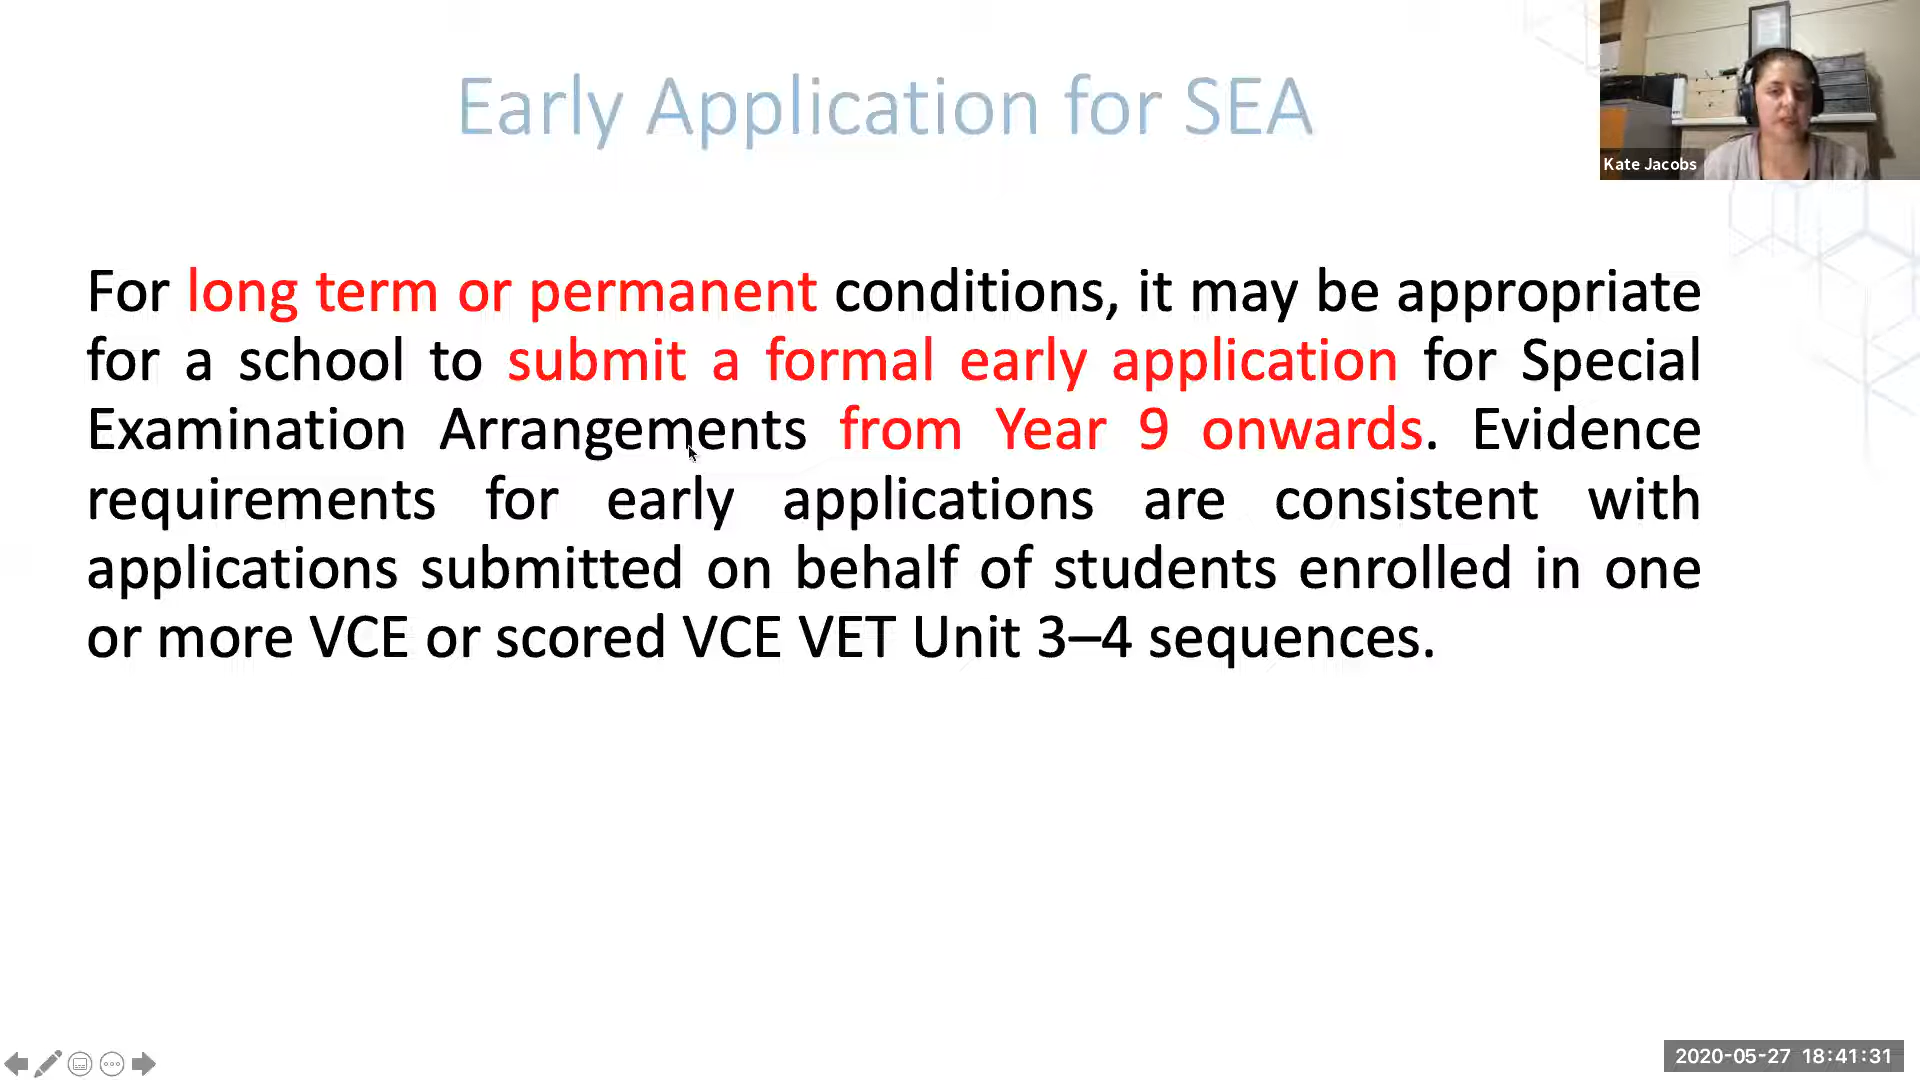 Early Application for SEA
Kate Jacobs
For long term or permanent conditions, it may be appropriate
for a school to submit a formal early application for Special
Examination Arrangements from Year 9 onwards. Evidence
requirements for early applications are consistent with
applications submitted on behalf of students enrolled in one
or more VCE or scored VCE VET Unit 3–4 sequences.
2020-05-27 18:41:31